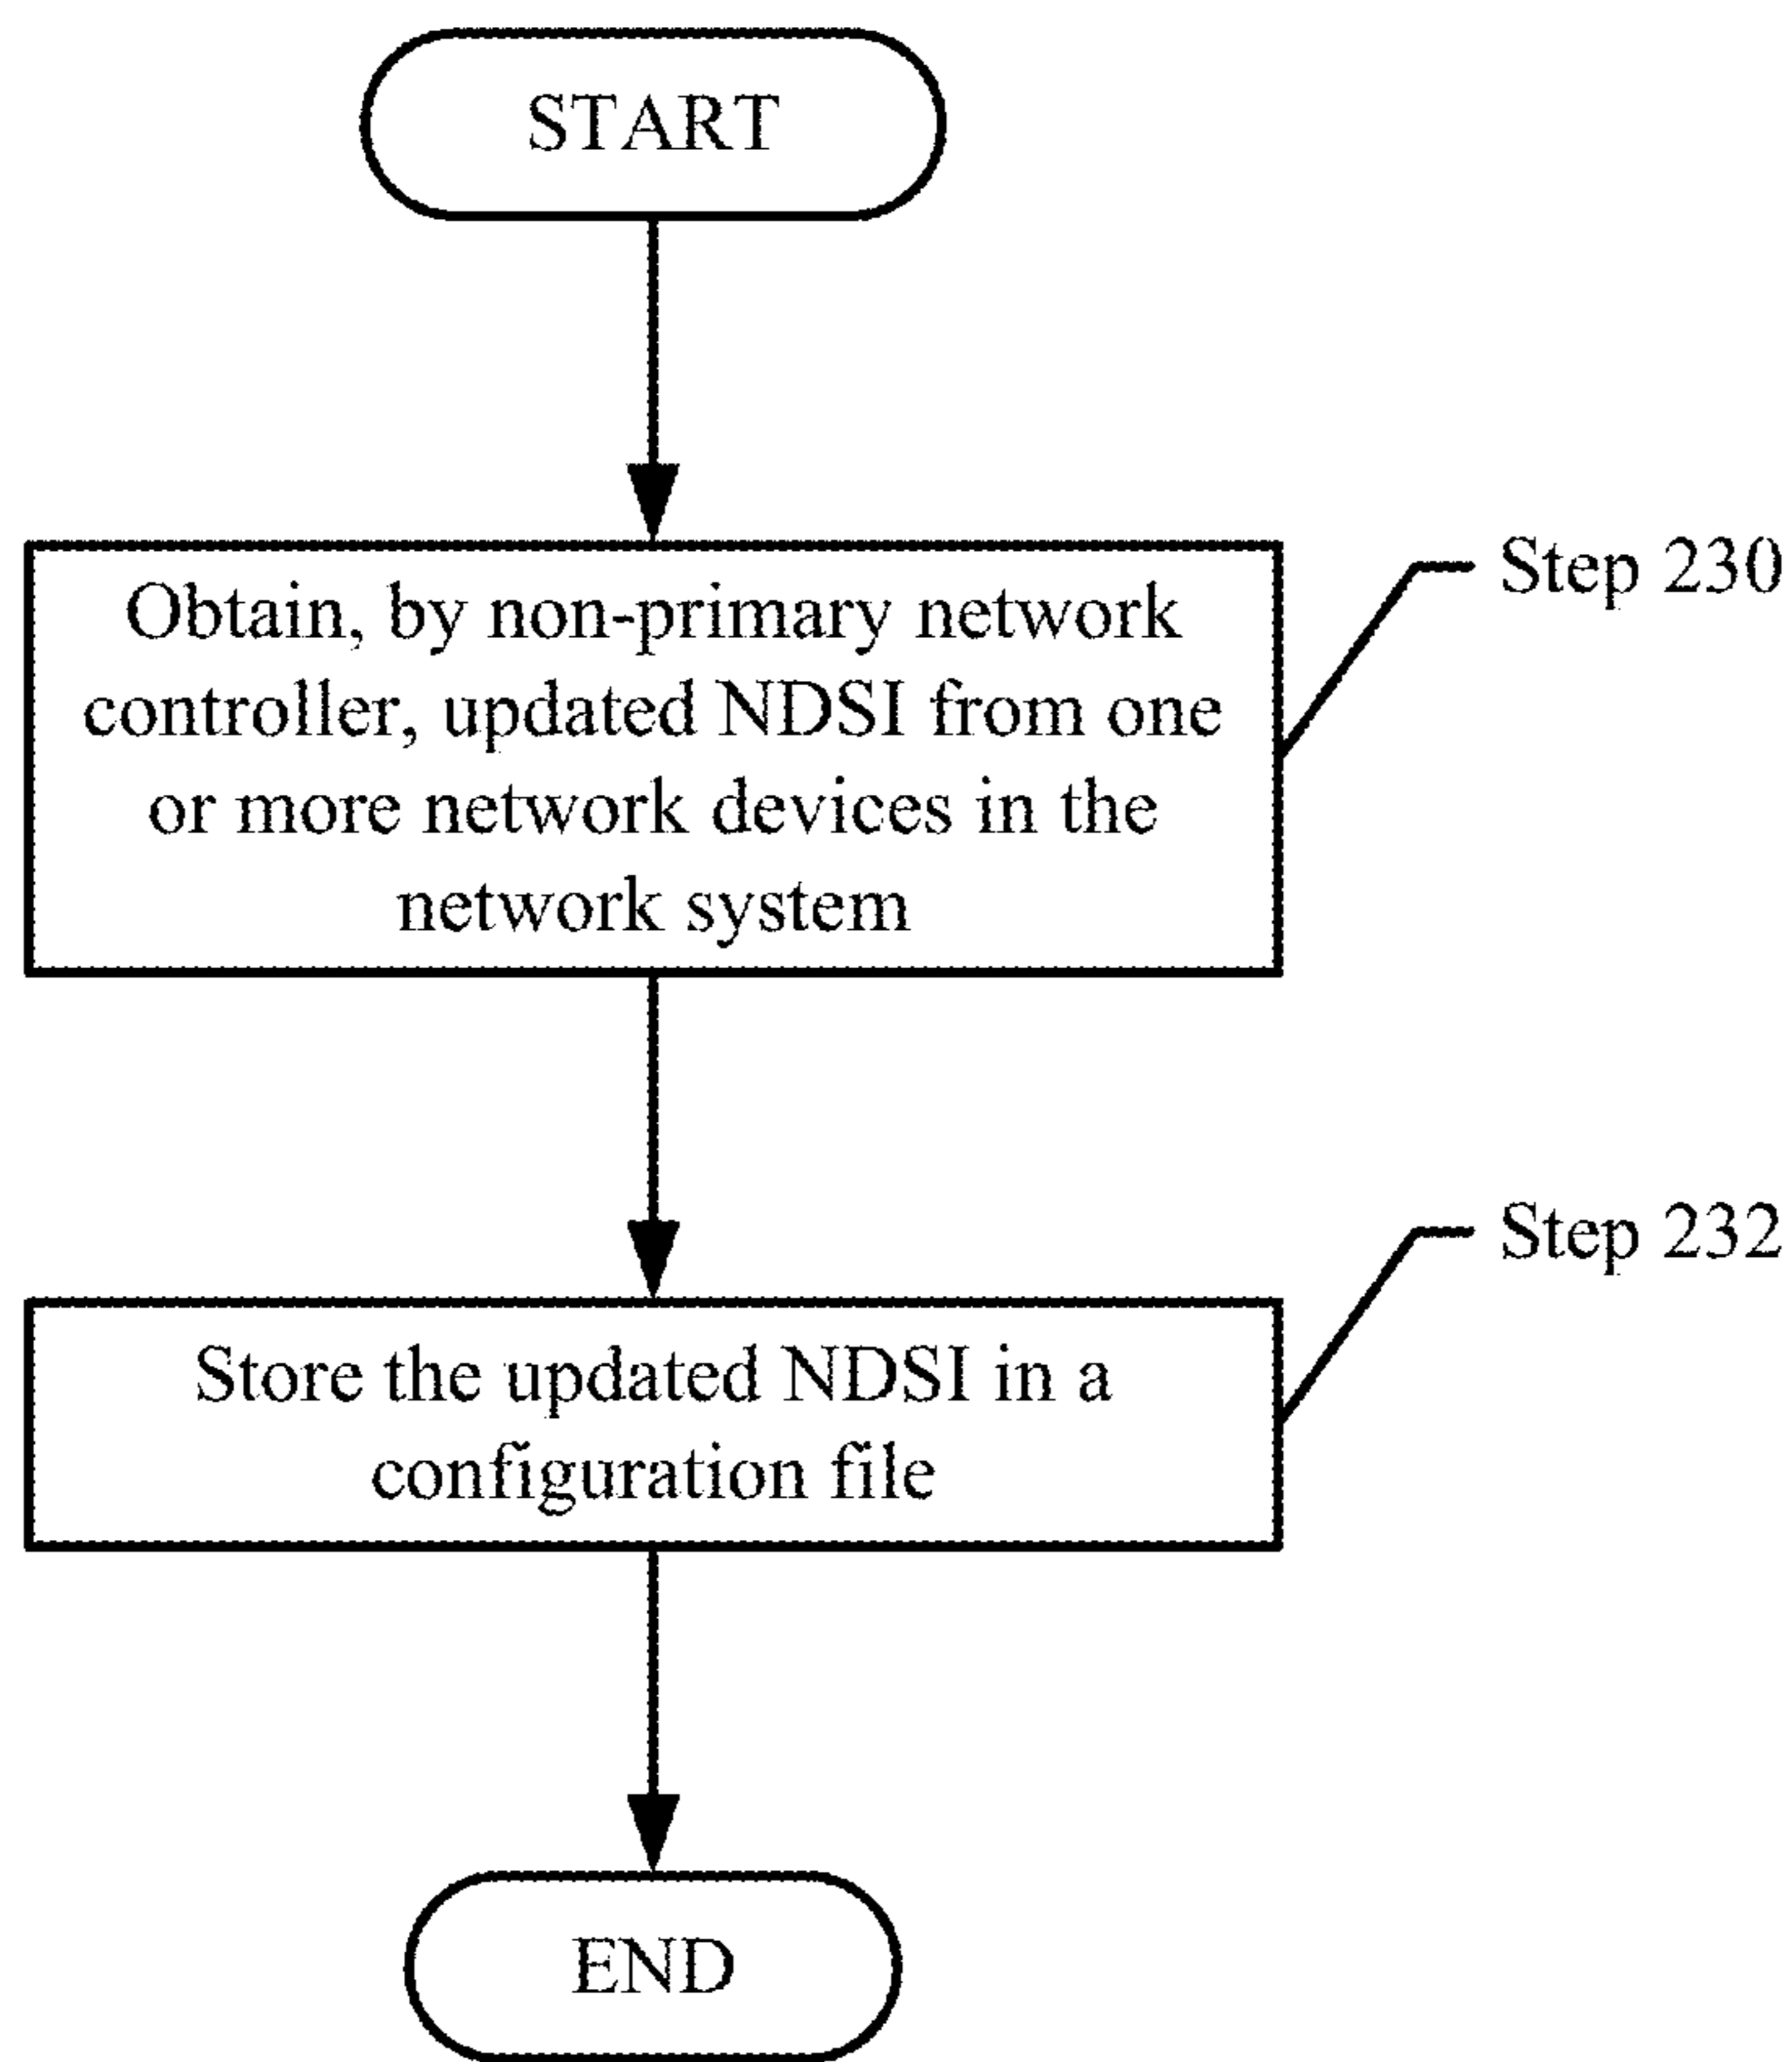 START
Obtain, by non-primary network
controller, updated NDSI from one
or more network devices in the
network system
Step 230
Store the updated NDSI in a
configuration file
Step 232
END